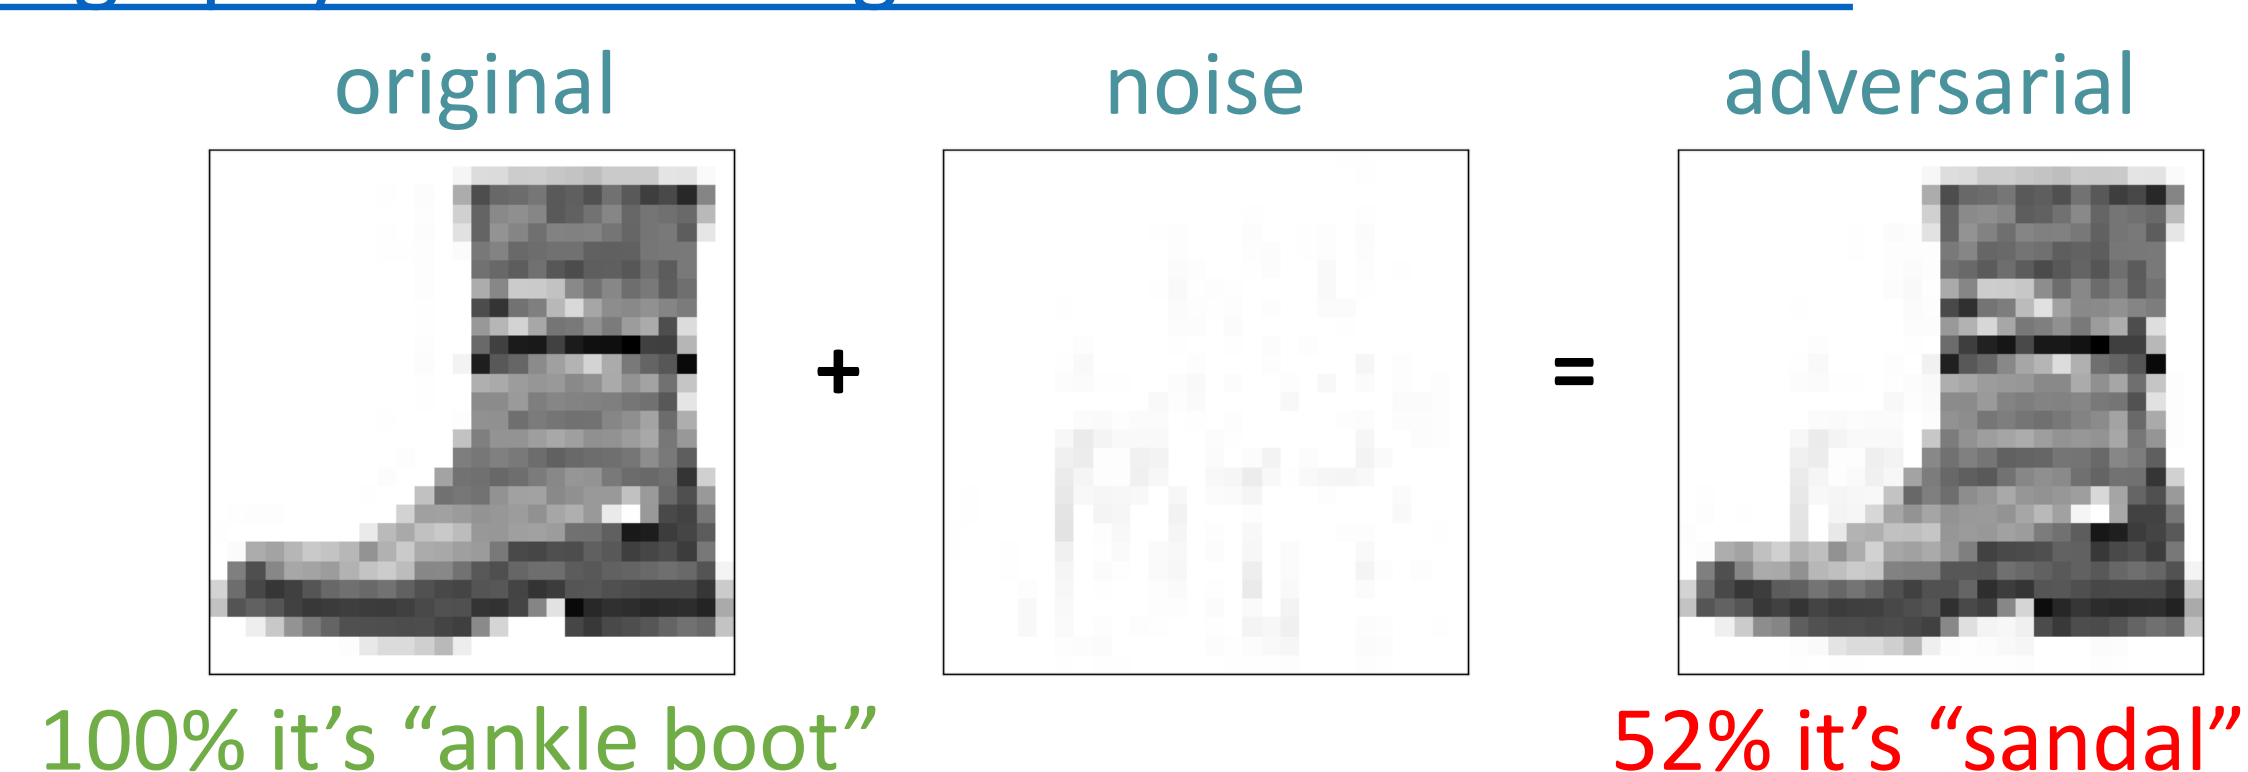 original noise adversarial
+ =
100% it’s “ankle boot” 52% it’s “sandal”